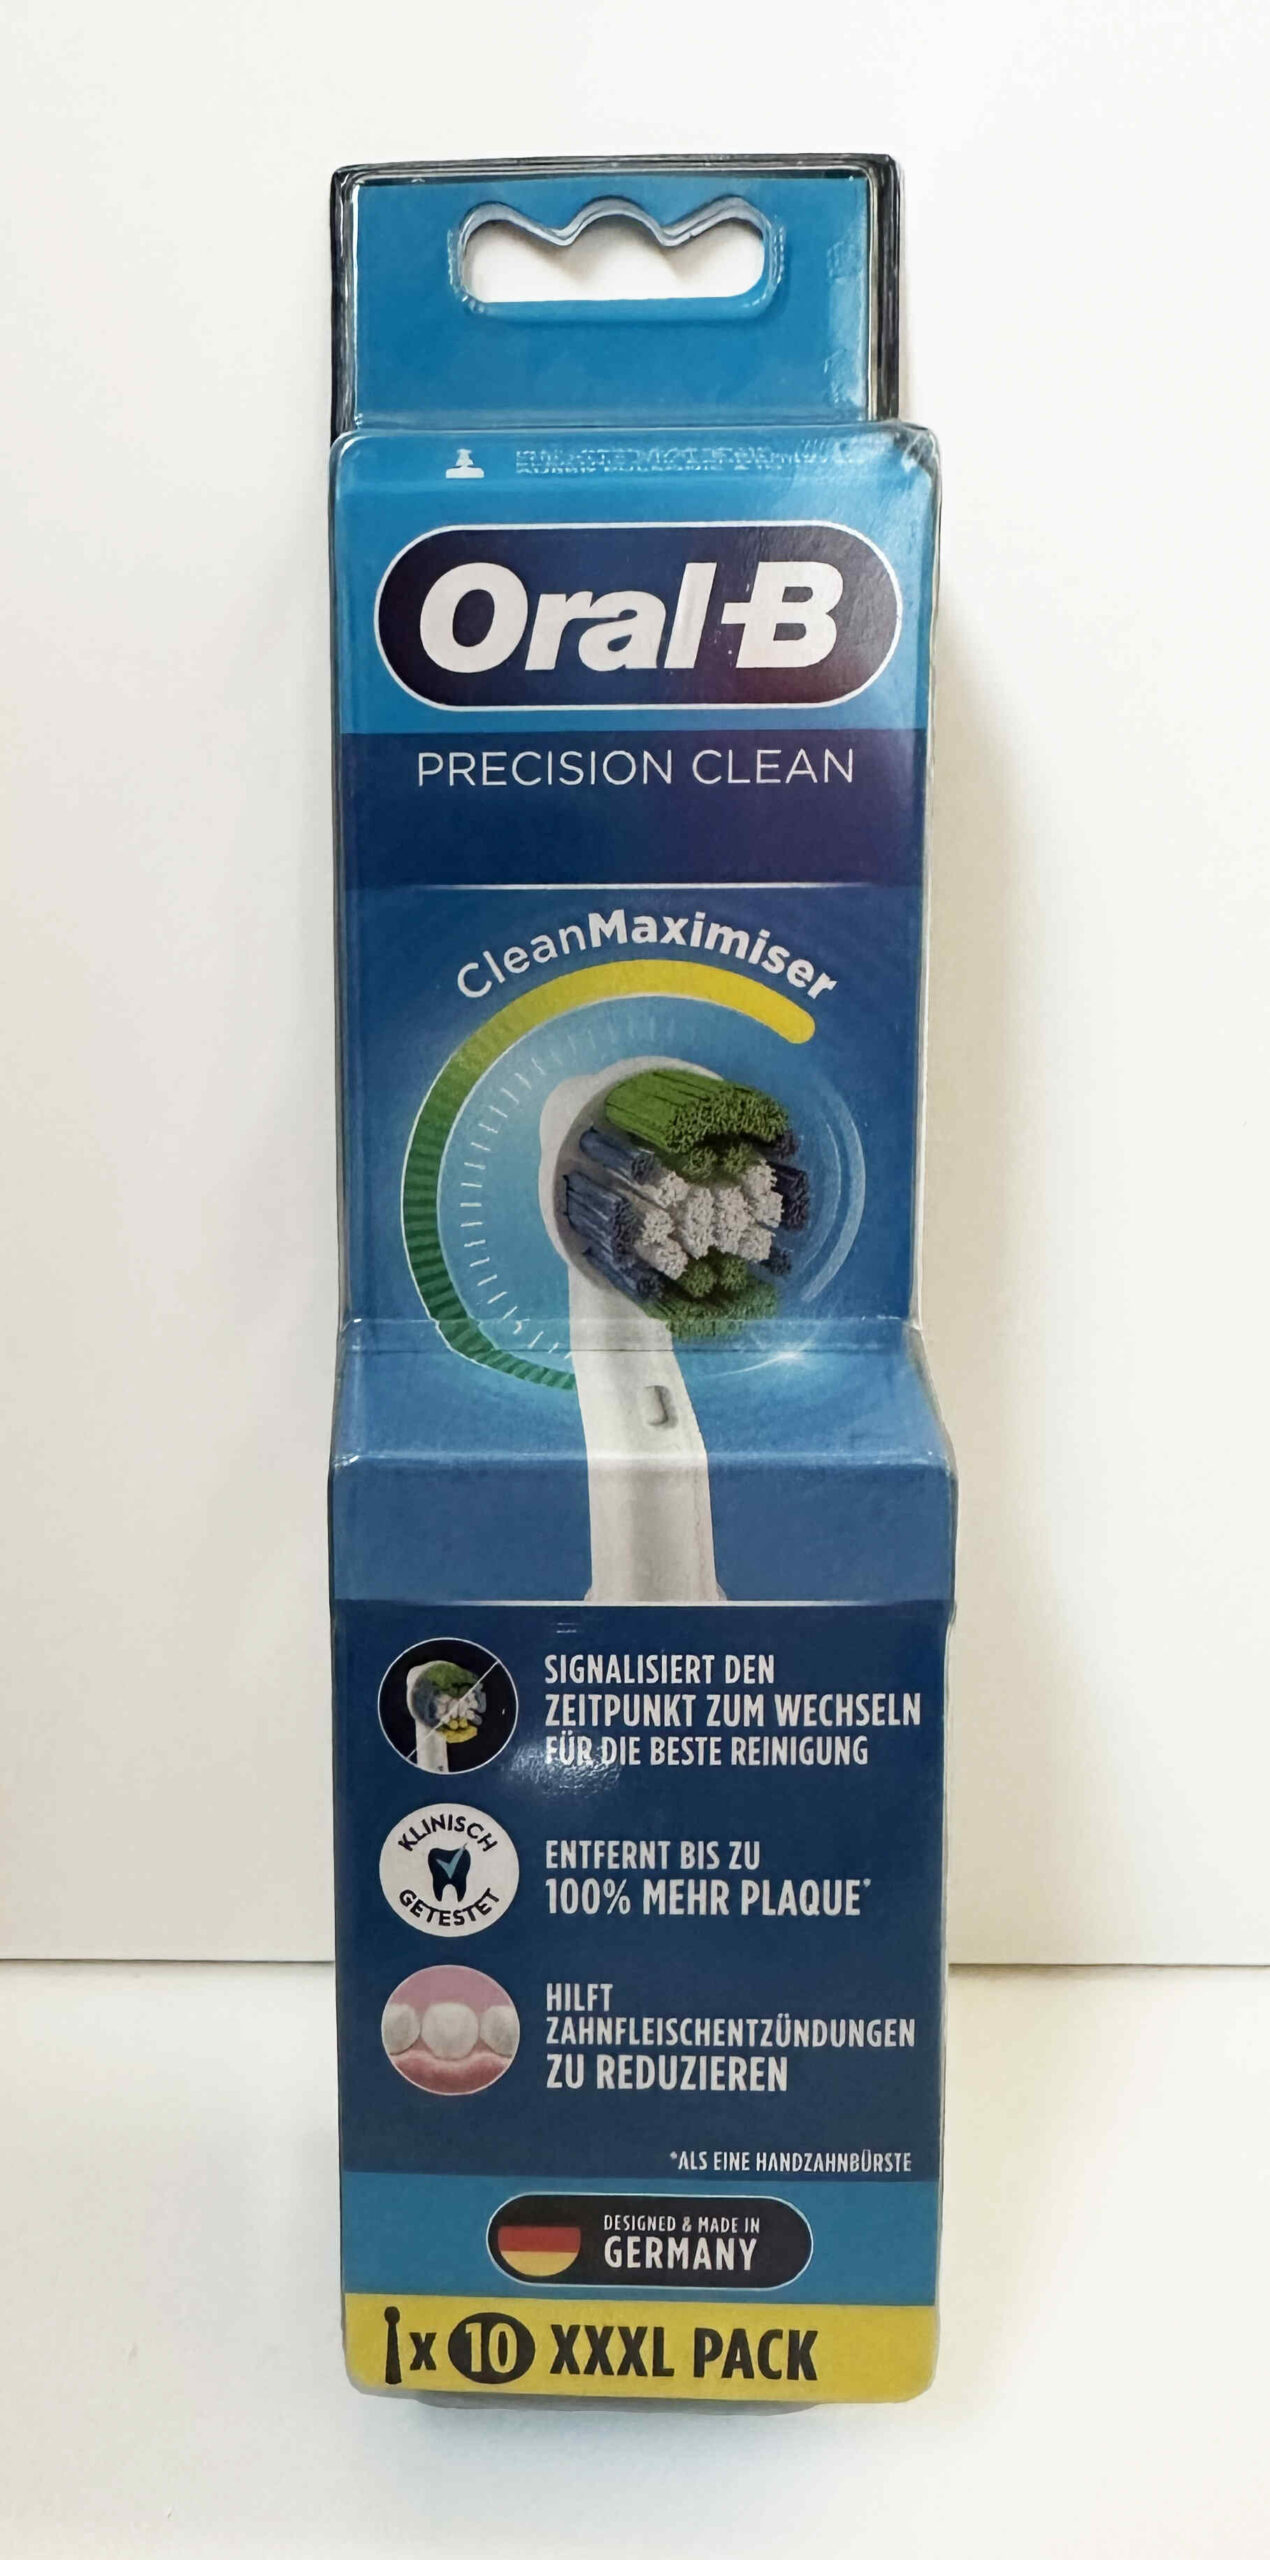 Oral-B
PRECISION CLEAN
CleanMaximiser
SIGNALISIERT DEN
ZEITPUNKT ZUM WECHSELN
FÜR DIE BESTE REINIGUNG
KLINISCH
GETESTET
ENTFERNT BIS ZU
100% MEHR PLAQUE*
HILFT
ZAHNFLEISCHENTZÜNDUNGEN
ZU REDUZIEREN
*ALS EINE HANDZAHNBÜRSTE
DESIGNED & MADE IN
GERMANY
x 10 XXXL PACK